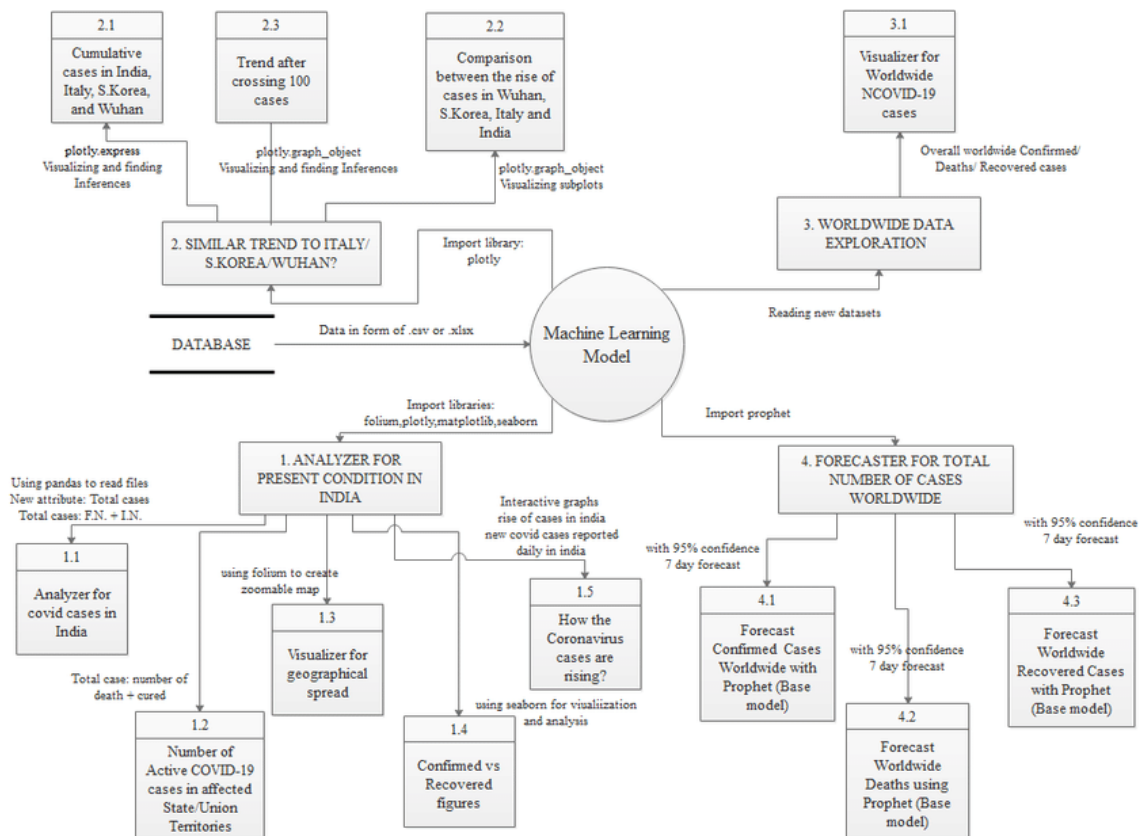 2.1
Cumulative
cases in India,
Italy, S.Korea,
and Wuhan
2.3
Trend after
crossing 100
cases
2.2
Comparison
between the rise of
cases in Wuhan,
S.Korea, Italy and
India
3.1
Visualizer for
Worldwide
NCOVID-19
cases
plotly.express
Visualizing and finding
Inferences
plotly.graph_object
Visualizing and finding Inferences
plotly.graph_object
Visualizing subplots
Overall worldwide Confirmed/
Deaths/ Recovered cases
2. SIMILAR TREND TO ITALY/
S.KOREA/WUHAN?
Import library:
plotly
3. WORLDWIDE DATA
EXPLORATION
Reading new datasets
DATABASE
Data in form of .csv or .xlsx
Machine Learning
Model
Import libraries:
folium,plotly,matplotlib,seaborn
Import prophet
1. ANALYZER FOR
PRESENT CONDITION IN
INDIA
4. FORECASTER FOR TOTAL
NUMBER OF CASES
WORLDWIDE
Using pandas to read files
New attribute: Total cases
Total cases: F.N. + I.N.
Interactive graphs
rise of cases in india
new covid cases reported
daily in india
with 95% confidence
7 day forecast
with 95% confidence
7 day forecast
1.1
Analyzer for
covid cases in
India
using folium to create
zoomable map
1.3
Visualizer for
geographical
spread
1.5
How the
Coronavirus
cases are
rising?
4.1
Forecast
Confirmed Cases
Worldwide with
Prophet (Base
model)
with 95% confidence
7 day forecast
4.3
Forecast
Worldwide
Recovered Cases
with Prophet
(Base model)
Total case: number of
death + cured
using seaborn for viualiization
and analysis
1.2
Number of
Active COVID-19
cases in affected
State/Union
Territories
1.4
Confirmed vs
Recovered
figures
4.2
Forecast
Worldwide
Deaths using
Prophet (Base
model)